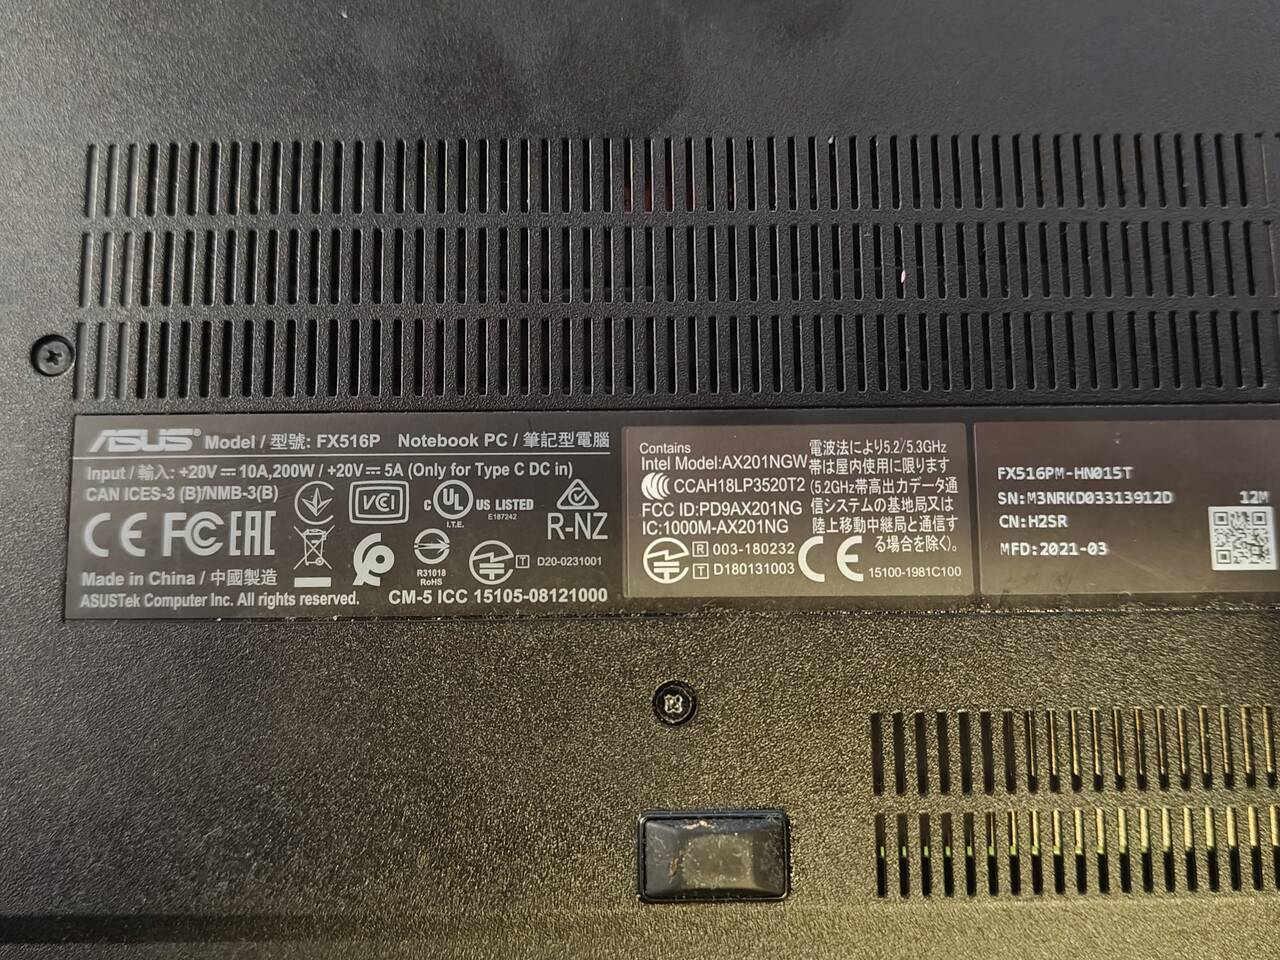 ASUS Model / 型號: FX516P Notebook PC / 筆記型電腦
Input / 輸入: +20V⎓10A,200W / +20V⎓5A (Only for Type C DC in)
CAN ICES-3 (B)/NMB-3(B)
VCI
c UL US LISTED
I.T.E. E187242
R-NZ
CE FC EAC
R31018
RoHS
T D20-0231001
Made in China / 中國製造
ASUSTek Computer Inc. All rights reserved.
CM-5 ICC 15105-08121000
Contains
Intel Model:AX201NGW
CCAH18LP3520T2
FCC ID:PD9AX201NG
IC:1000M-AX201NG
R 003-180232
T D180131003
電波法により5.2/5.3GHz
帯は屋内使用に限ります
(5.2GHz帯高出力データ通
信システムの基地局又は
陸上移動中継局と通信す
る場合を除く)。
CE 15100-1981C100
FX516PM-HN015T
SN:M3NRKD03313912D 12M
CN:H2SR
MFD:2021-03